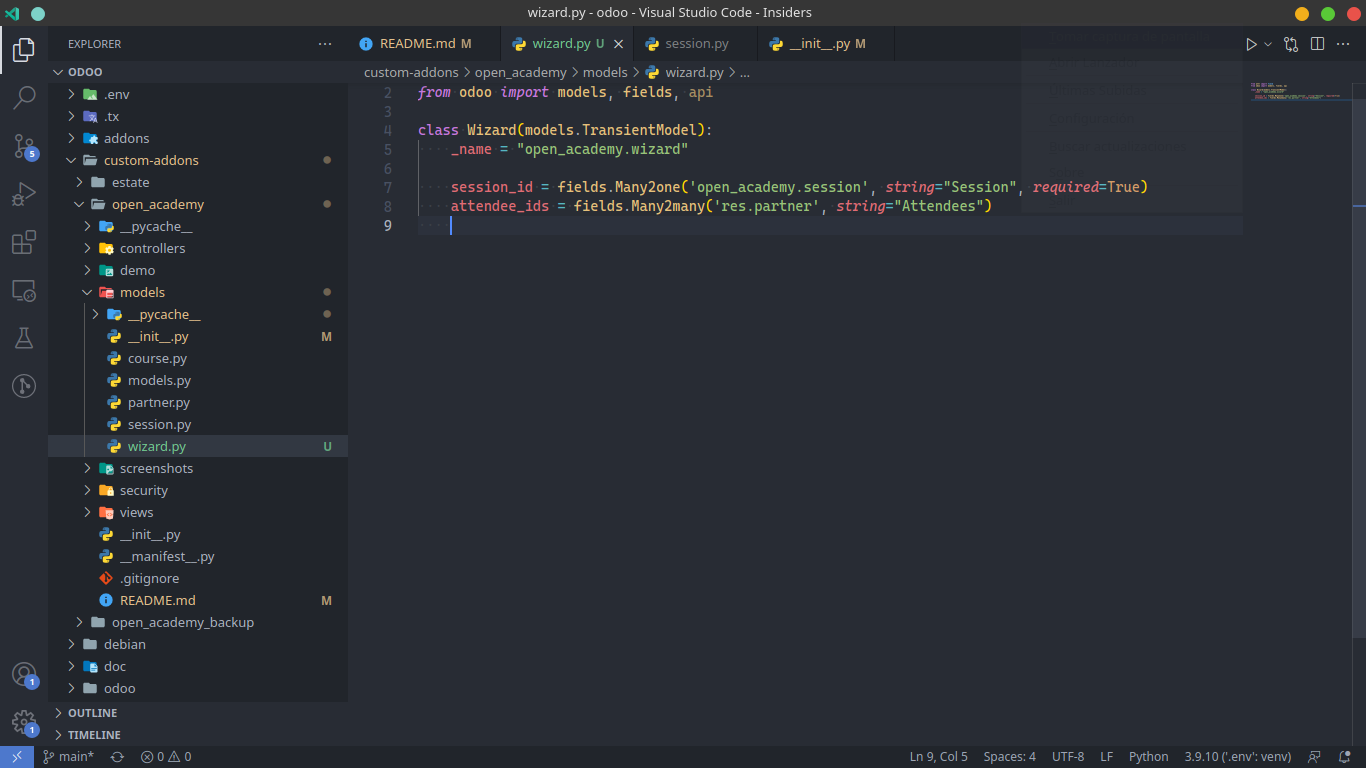 wizard.py - odoo - Visual Studio Code - Insiders
EXPLORER
README.md M
wizard.py U
session.py
__init__.py M
ODOO
custom-addons > open_academy > models > wizard.py > ...
.env
.tx
addons
custom-addons
estate
open_academy
__pycache__
controllers
demo
models
__pycache__
__init__.py M
course.py
models.py
partner.py
session.py
wizard.py U
screenshots
security
views
__init__.py
__manifest__.py
.gitignore
README.md M
open_academy_backup
debian
doc
odoo
OUTLINE
TIMELINE
2 from odoo import models, fields, api
3
4 class Wizard(models.TransientModel):
5 _name = "open_academy.wizard"
6
7 session_id = fields.Many2one('open_academy.session', string="Session", required=True)
8 attendee_ids = fields.Many2many('res.partner', string="Attendees")
9
5
1
1
main*
0 0
Ln 9, Col 5
Spaces: 4
UTF-8
LF
Python
3.9.10 ('.env': venv)